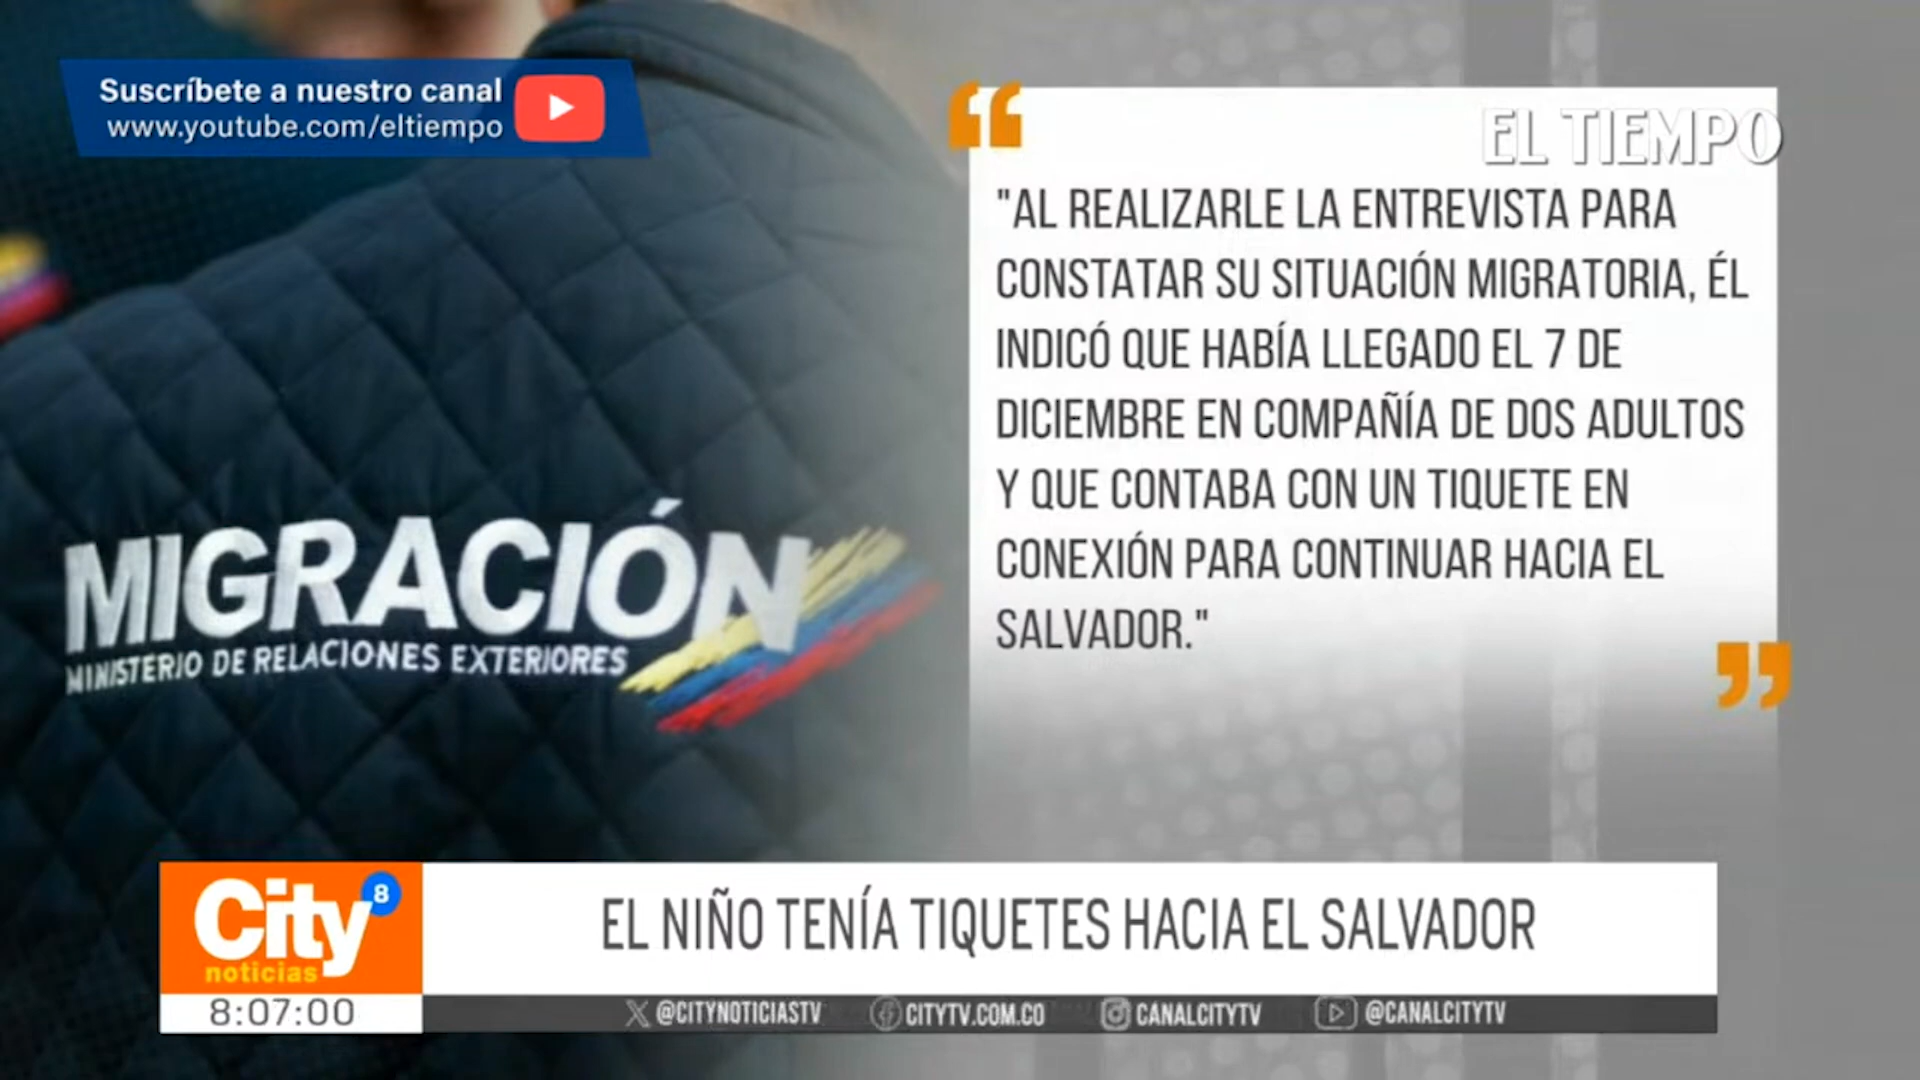 Suscríbete a nuestro canal
www.youtube.com/eltiempo
EL TIEMPO
"AL REALIZARLE LA ENTREVISTA PARA
CONSTATAR SU SITUACIÓN MIGRATORIA, ÉL
INDICÓ QUE HABÍA LLEGADO EL 7 DE
DICIEMBRE EN COMPAÑÍA DE DOS ADULTOS
Y QUE CONTABA CON UN TIQUETE EN
CONEXIÓN PARA CONTINUAR HACIA EL
SALVADOR."
MIGRACIÓN
MINISTERIO DE RELACIONES EXTERIORES
City 8
noticias
8:07:00
EL NIÑO TENÍA TIQUETES HACIA EL SALVADOR
@CITYNOTICIASTV CITYTV.COM.CO CANALCITYTV @CANALCITYTV